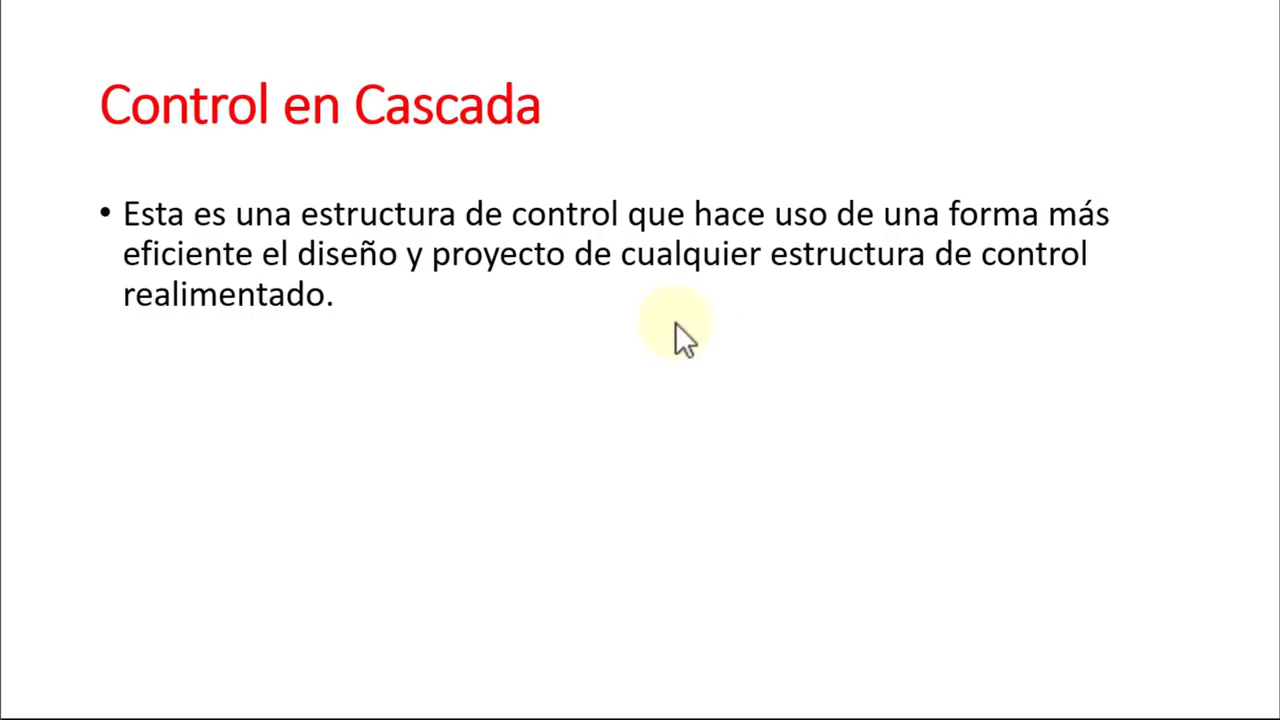 Control en Cascada
• Esta es una estructura de control que hace uso de una forma más
eficiente el diseño y proyecto de cualquier estructura de control
realimentado.